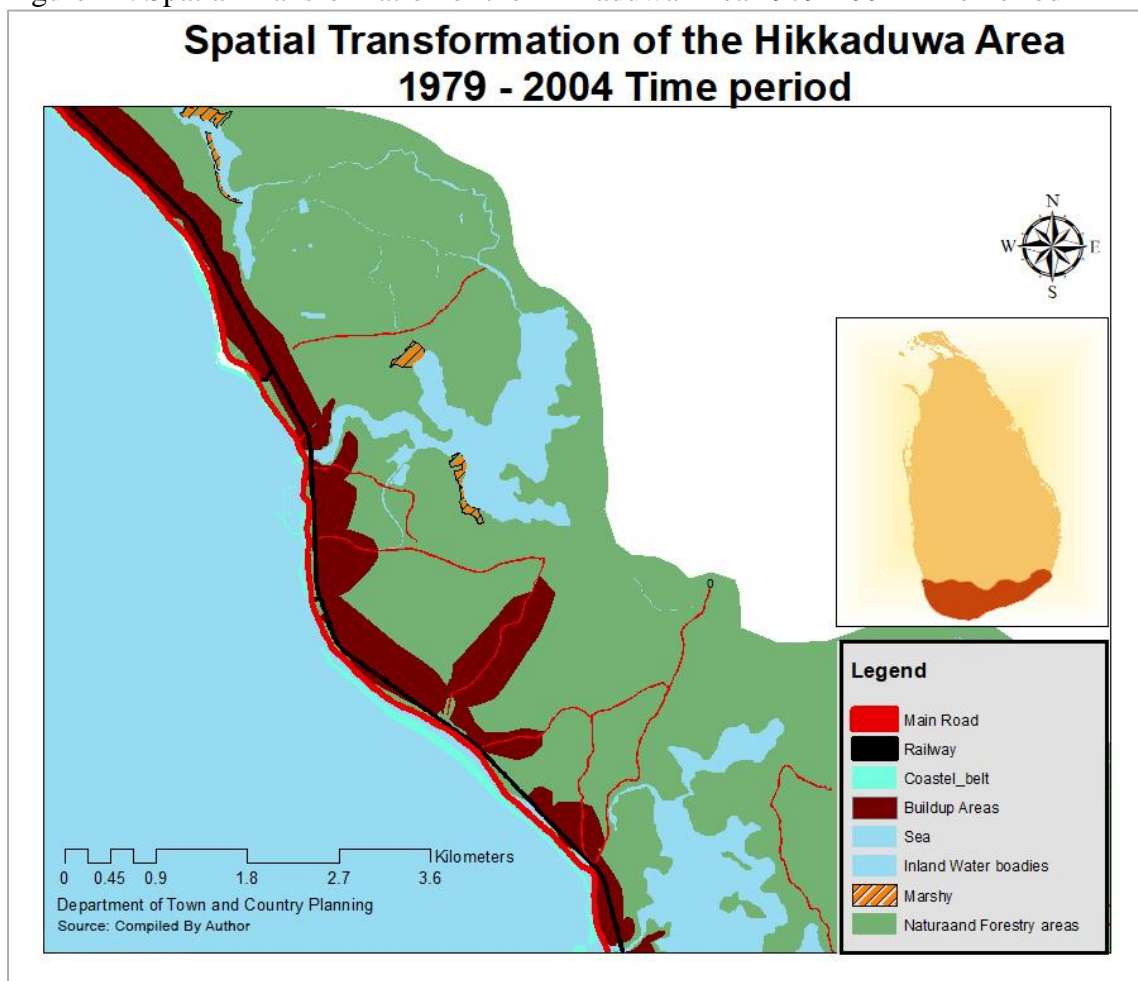 Spatial Transformation of the Hikkaduwa Area
1979 - 2004 Time period
N
W E
S
0
Legend
Main Road
Railway
Coastel_belt
Buildup Areas
Sea
Inland Water boadies
Marshy
Naturaand Forestry areas
Kilometers
0 0.45 0.9 1.8 2.7 3.6
Department of Town and Country Planning
Source: Compiled By Author